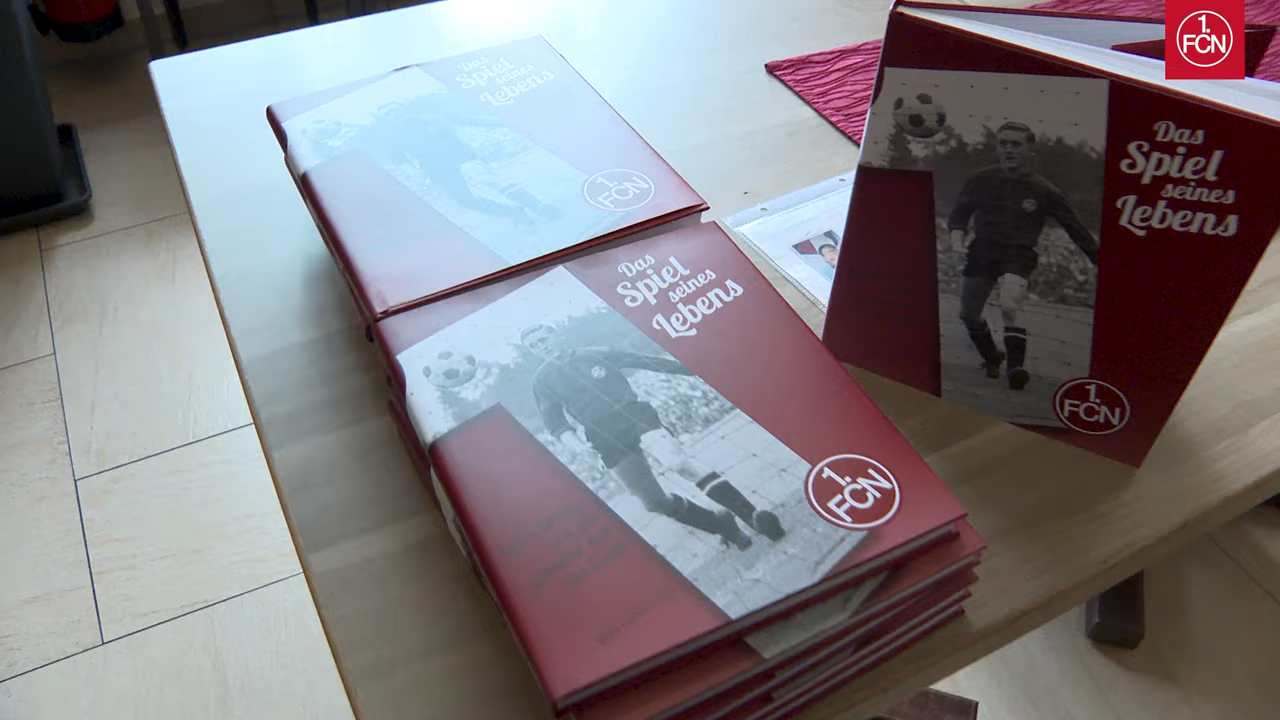 1.
FCN
Das
Spiel
seines
Lebens
1.
FCN
Das
Spiel
seines
Lebens
1.
FCN
Das
Spiel
seines
Lebens
1.
FCN